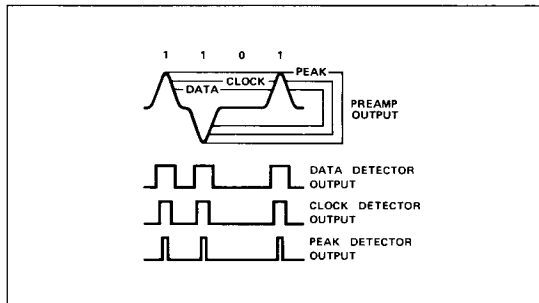 1 1 0 1
PEAK
CLOCK
DATA
PREAMP
OUTPUT
DATA DETECTOR
OUTPUT
CLOCK DETECTOR
OUTPUT
PEAK DETECTOR
OUTPUT